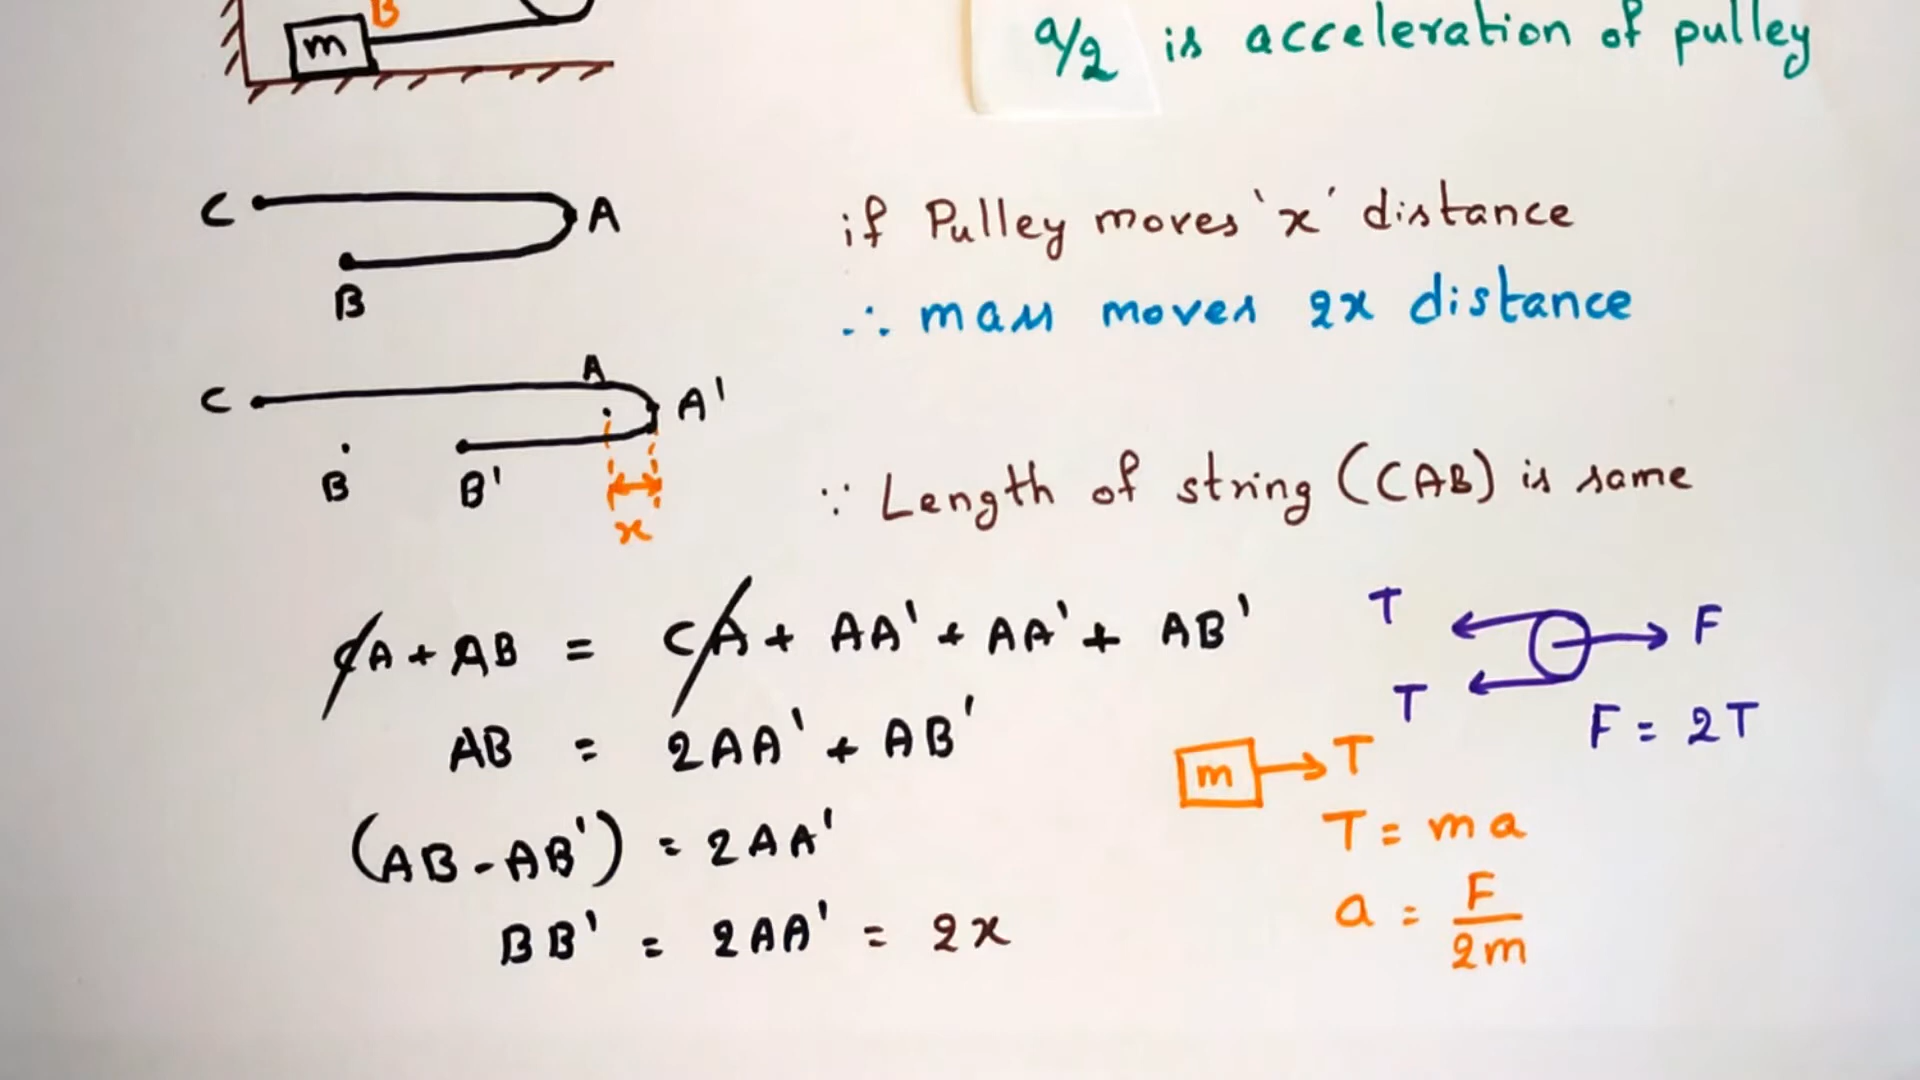 B
m
a/2 is acceleration of pulley
C A
B
if Pulley moves 'x' distance
∴ mass moves 2x distance
A
C A'
B B'
x
∵ Length of string (CAB) is same
CA + AB = CA + AA' + AA' + AB'
AB = 2AA' + AB'
(AB - AB') = 2AA'
BB' = 2AA' = 2x
T F
T
F = 2T
m T
T = ma
a = F/2m